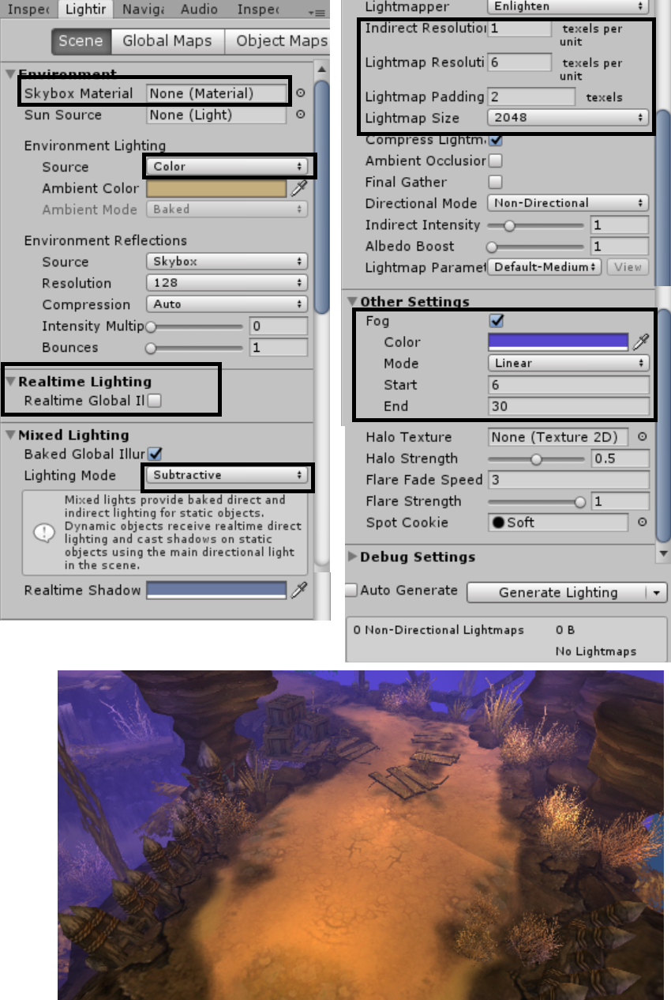 Inspec Lightin Naviga Audio Inspec
Scene Global Maps Object Maps
Environment
Skybox Material None (Material)
Sun Source None (Light)
Environment Lighting
Source Color
Ambient Color
Ambient Mode Baked
Environment Reflections
Source Skybox
Resolution 128
Compression Auto
Intensity Multip 0
Bounces 1
Realtime Lighting
Realtime Global Il
Mixed Lighting
Baked Global Illur
Lighting Mode Subtractive
Mixed lights provide baked direct and
indirect lighting for static objects.
Dynamic objects receive realtime direct
lighting and cast shadows on static
objects using the main directional light
in the scene.
Realtime Shadow
Lightmapper Enlighten
Indirect Resolution 1 texels per
unit
Lightmap Resoluti 6 texels per
unit
Lightmap Padding 2 texels
Lightmap Size 2048
Compress Lightma
Ambient Occlusion
Final Gather
Directional Mode Non-Directional
Indirect Intensity 1
Albedo Boost 1
Lightmap Paramet Default-Medium View
Other Settings
Fog
Color
Mode Linear
Start 6
End 30
Halo Texture None (Texture 2D)
Halo Strength 0.5
Flare Fade Speed 3
Flare Strength 1
Spot Cookie Soft
Debug Settings
Auto Generate Generate Lighting
0 Non-Directional Lightmaps 0 B
No Lightmaps